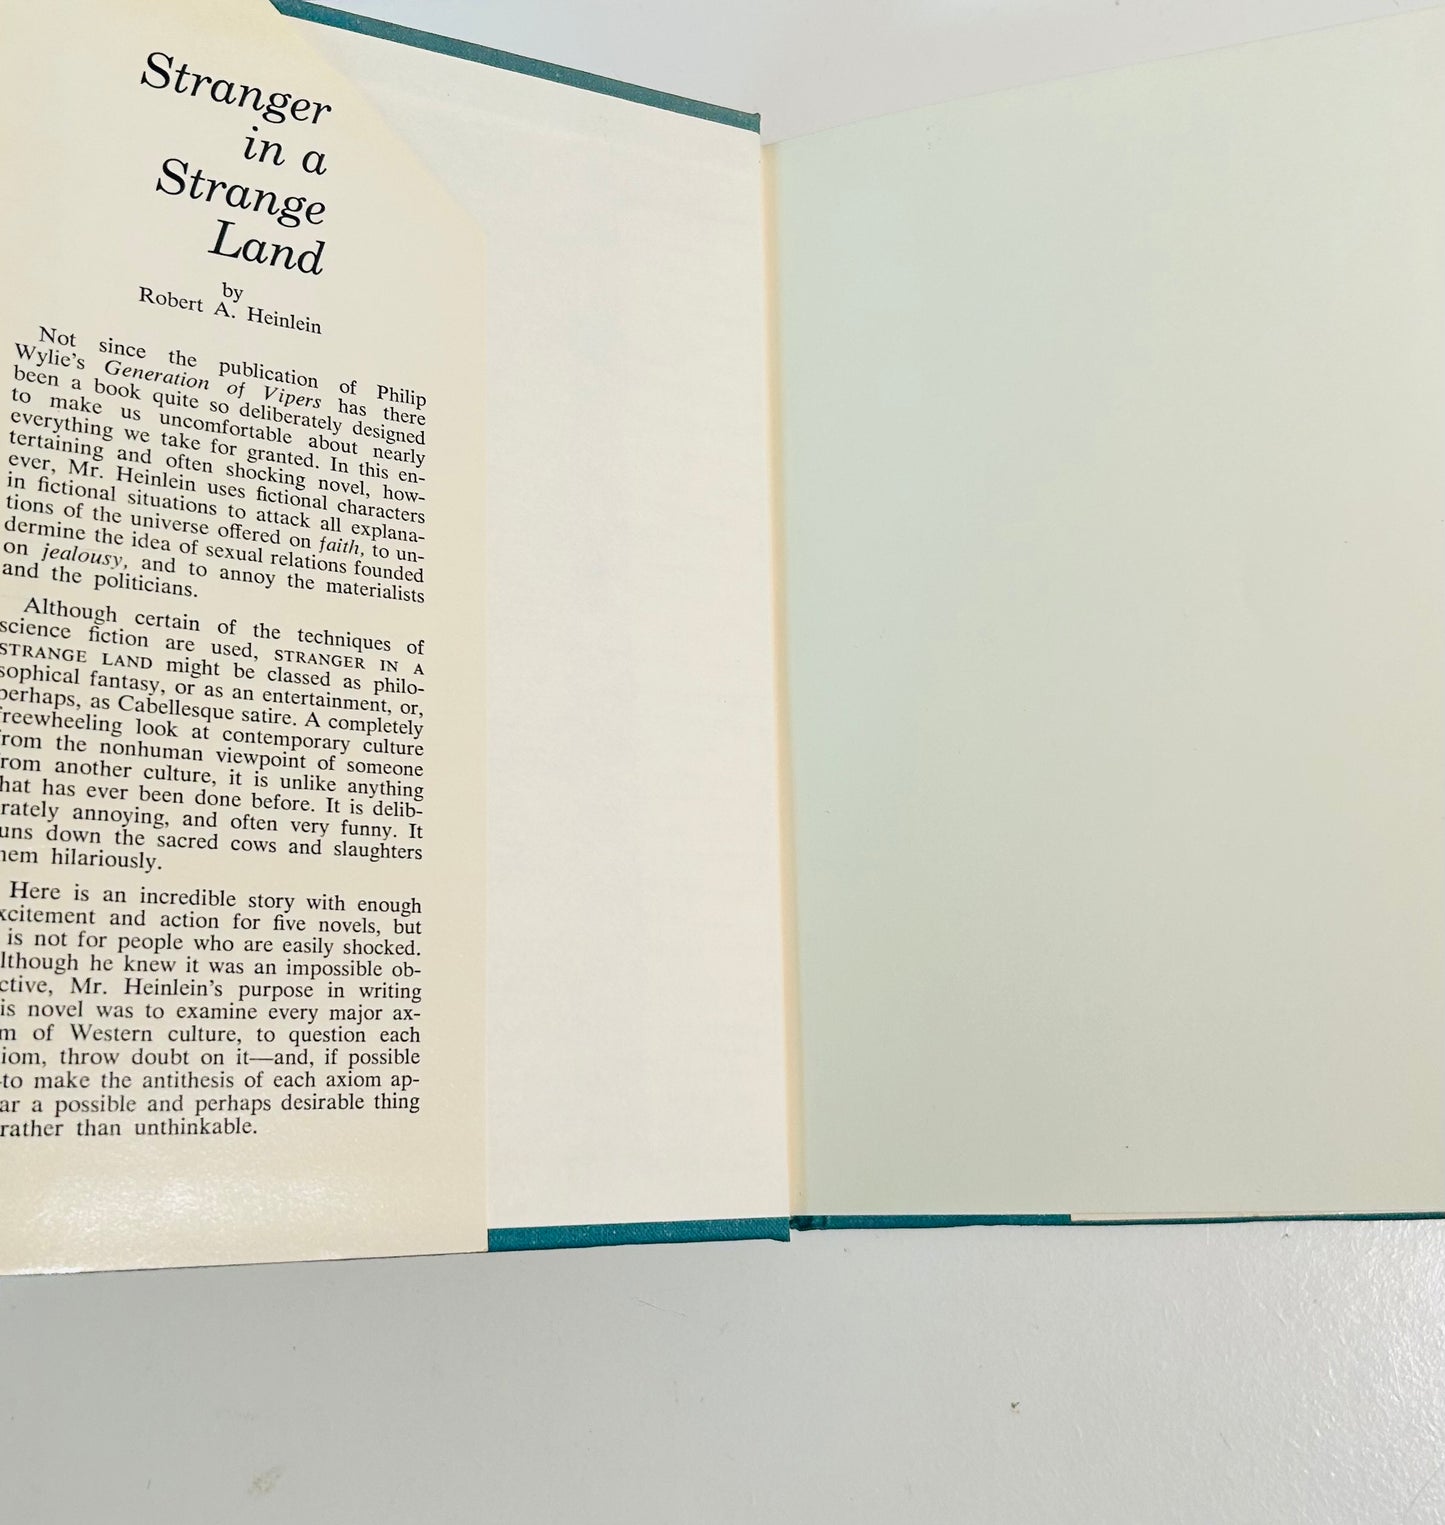 Stranger
in a
Strange
Land
by
Robert A. Heinlein
Not since the publication of Philip
Wylie's Generation of Vipers has there
been a book quite so deliberately designed
to make us uncomfortable about nearly
everything we take for granted. In this en-
tertaining and often shocking novel, how-
ever, Mr. Heinlein uses fictional characters
in fictional situations to attack all explana-
tions of the universe offered on faith, to un-
dermine the idea of sexual relations founded
on jealousy, and to annoy the materialists
and the politicians.
Although certain of the techniques of
science fiction are used, STRANGER IN A
STRANGE LAND might be classed as philo-
sophical fantasy, or as an entertainment, or,
perhaps, as Cabellesque satire. A completely
freewheeling look at contemporary culture
from the nonhuman viewpoint of someone
from another culture, it is unlike anything
hat has ever been done before. It is delib-
rately annoying, and often very funny. It
uns down the sacred cows and slaughters
hem hilariously.
Here is an incredible story with enough
xcitement and action for five novels, but
is not for people who are easily shocked.
lthough he knew it was an impossible ob-
ctive, Mr. Heinlein's purpose in writing
is novel was to examine every major ax-
m of Western culture, to question each
iom, throw doubt on it—and, if possible
-to make the antithesis of each axiom ap-
ar a possible and perhaps desirable thing
rather than unthinkable.